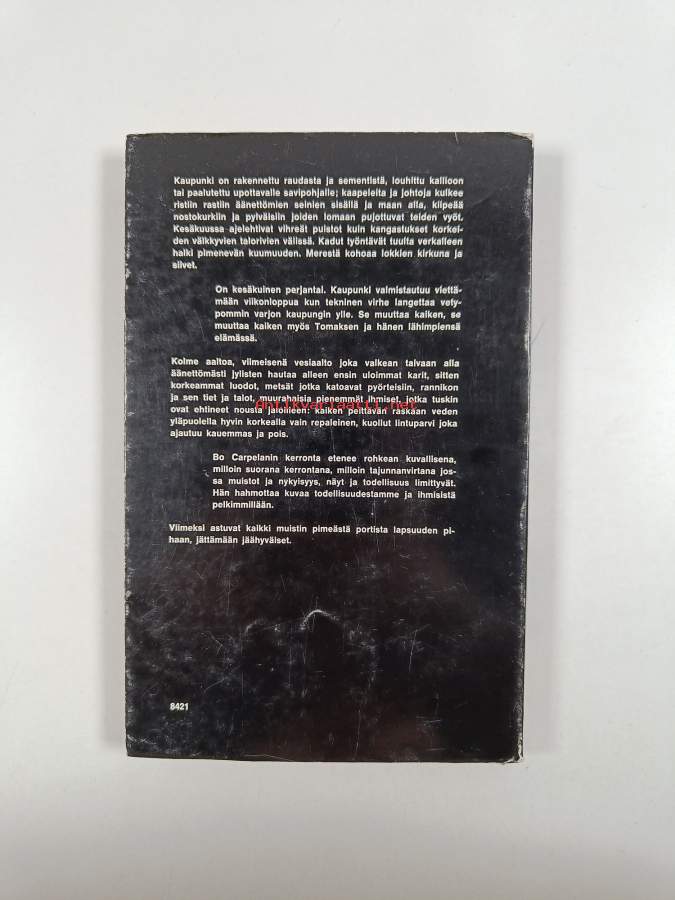 Kaupunki on rakennettu raudasta ja sementistä, louhittu kallioon
tai paalutettu upottavalle savipohjalle; kaapeleita ja johtoja kulkee
ristiin rastiin äänettömien seinien sisällä ja maan alla, kiipeää
nostokurkiin ja pylväisiin joiden lomaan pujottuvat teiden vyöt.
Kesäkuussa ajelehtivat vihreät puistot kuin kangastukset korkei-
den välkkyvien talorivien välissä. Kadut työntävät tuulta verkalleen
halki pimenevän kuumuuden. Merestä kohoaa lokkien kirkuna ja
siivet.
On kesäkuinen perjantai. Kaupunki valmistautuu viettä-
mään viikonloppua kun tekninen virhe langettaa vety-
pommin varjon kaupungin ylle. Se muuttaa kaiken, se
muuttaa kaiken myös Tomaksen ja hänen lähimpiensä
elämässä.
Kolme aaltoa, viimeisenä vesiaalto joka valkean taivaan alla
äänettömästi jylisten hautaa alleen ensin uloimmat karit, sitten
korkeammat luodot, metsät jotka katoavat pyörteisiin, rannikon
ja sen tiet ja talot, muurahaisia pienemmät ihmiset, jotka tuskin
antikvariaatti.net
ovat ehtineet nousta jaloilleen: kaiken peittävän raskaan veden
yläpuolella hyvin korkealla vain repaleinen, kuollut lintuparvi joka
ajautuu kauemmas ja pois.
Bo Carpelanin kerronta etenee rohkean kuvallisena,
milloin suorana kerrontana, milloin tajunnanvirtana jos-
sa muistot ja nykyisyys, näyt ja todellisuus limittyvät.
Hän hahmottaa kuvaa todellisuudestamme ja ihmisistä
pelkimmillään.
Viimeksi astuvat kaikki muistin pimeästä portista lapsuuden pi-
haan, jättämään jäähyväiset.
8421